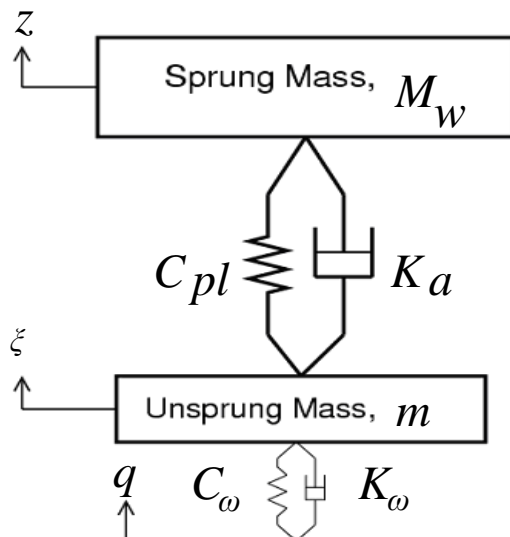 z
Sprung Mass, M_w
C_pl K_a
ξ
Unsprung Mass, m
q C_ω K_ω